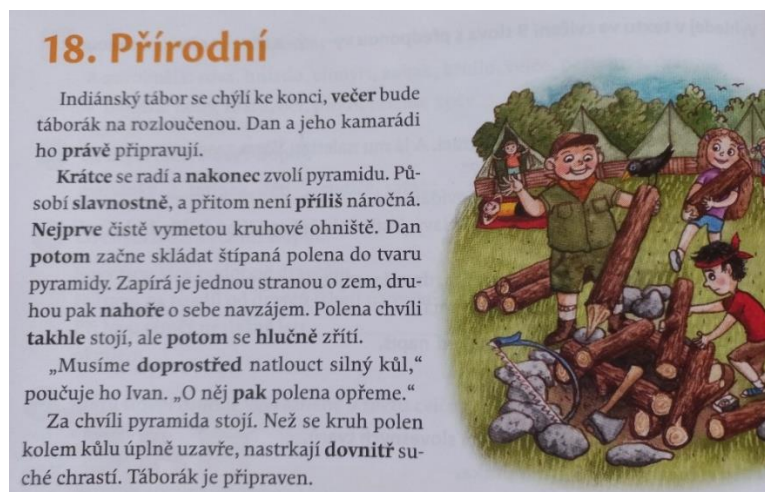 18. Přírodní
Indiánský tábor se chýlí ke konci, večer bude
táborák na rozloučenou. Dan a jeho kamarádi
ho právě připravují.
Krátce se radí a nakonec zvolí pyramidu. Pů-
sobí slavnostně, a přitom není příliš náročná.
Nejprve čistě vymetou kruhové ohniště. Dan
potom začne skládat štípaná polena do tvaru
pyramidy. Zapírá je jednou stranou o zem, dru-
hou pak nahoře o sebe navzájem. Polena chvíli
takhle stojí, ale potom se hlučně zřítí.
„Musíme doprostřed natlouct silný kůl,“
poučuje ho Ivan. „O něj pak polena opřeme.“
Za chvíli pyramida stojí. Než se kruh polen
kolem kůlu úplně uzavře, nastrkají dovnitř su-
ché chrastí. Táborák je připraven.